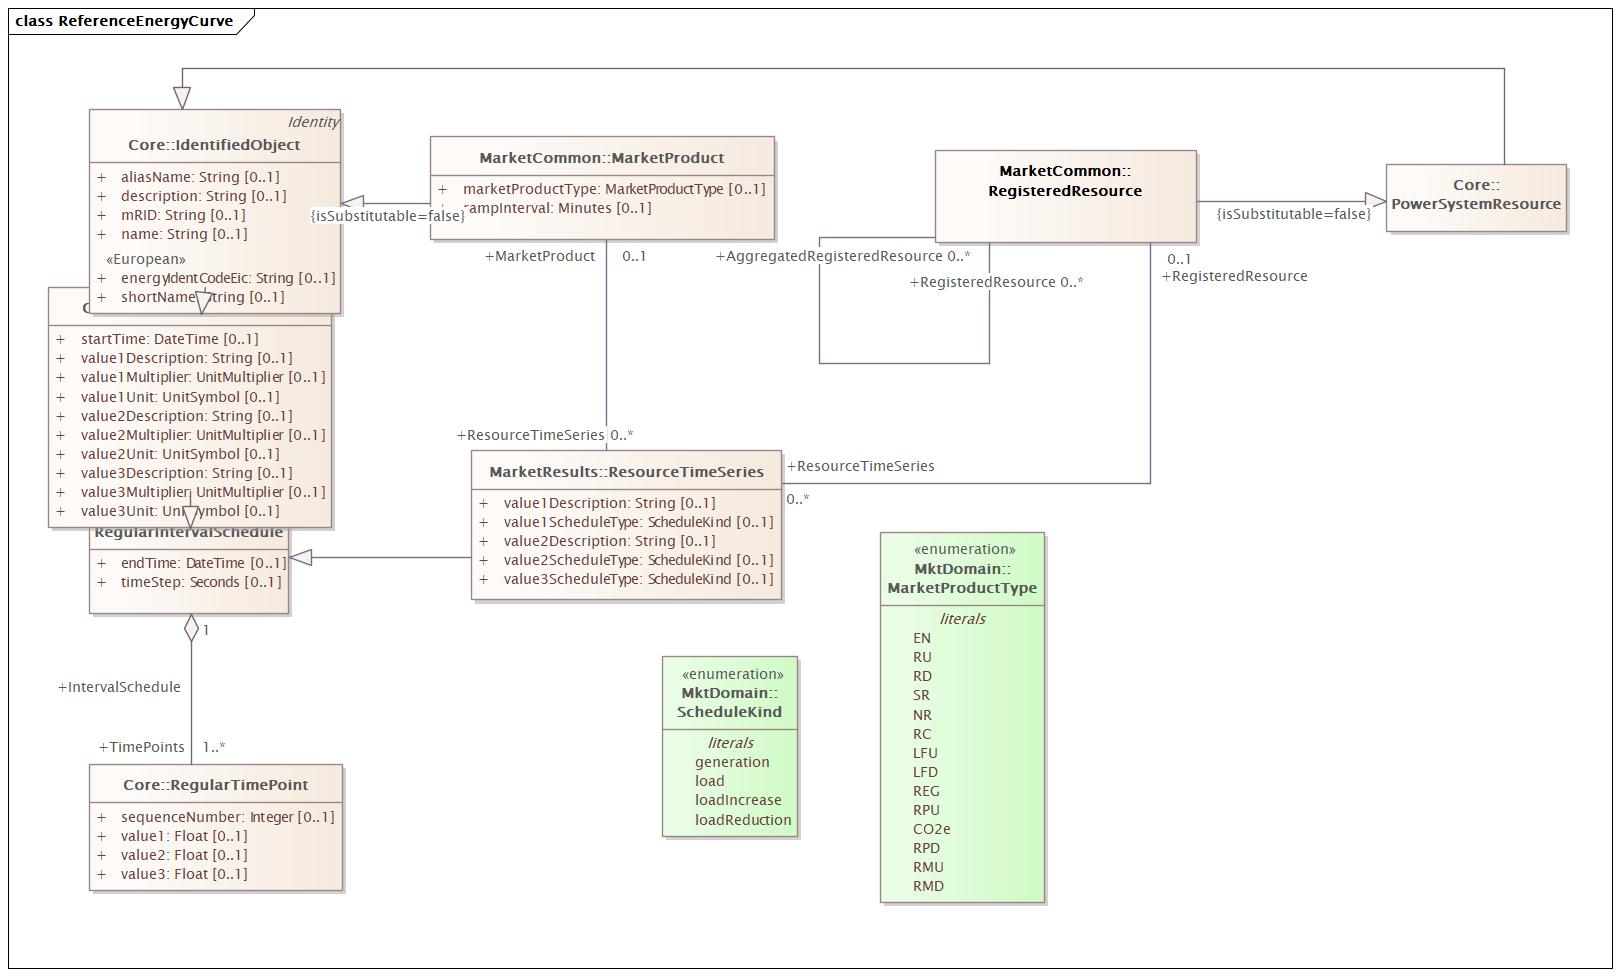 class ReferenceEnergyCurve
Identity
Core::IdentifiedObject
+ aliasName: String [0..1]
+ description: String [0..1]
+ mRID: String [0..1]
+ name: String [0..1]
«European»
+ energyIdentCodeEic: String [0..1]
+ shortName: String [0..1]
MarketCommon::MarketProduct
+ marketProductType: MarketProductType [0..1]
rampInterval: Minutes [0..1]
{isSubstitutable=false}
MarketCommon::
RegisteredResource
{isSubstitutable=false}
Core::
PowerSystemResource
+MarketProduct 0..1
+AggregatedRegisteredResource 0..*
+RegisteredResource 0..*
0..1
+RegisteredResource
+ startTime: DateTime [0..1]
+ value1Description: String [0..1]
+ value1Multiplier: UnitMultiplier [0..1]
+ value1Unit: UnitSymbol [0..1]
+ value2Description: String [0..1]
+ value2Multiplier: UnitMultiplier [0..1]
+ value2Unit: UnitSymbol [0..1]
+ value3Description: String [0..1]
+ value3Multiplier: UnitMultiplier [0..1]
+ value3Unit: UnitSymbol [0..1]
RegularIntervalSchedule
+ endTime: DateTime [0..1]
+ timeStep: Seconds [0..1]
+ResourceTimeSeries 0..*
MarketResults::ResourceTimeSeries
+ value1Description: String [0..1]
+ value1ScheduleType: ScheduleKind [0..1]
+ value2Description: String [0..1]
+ value2ScheduleType: ScheduleKind [0..1]
+ value3ScheduleType: ScheduleKind [0..1]
+ResourceTimeSeries
0..*
1
+IntervalSchedule
+TimePoints 1..*
Core::RegularTimePoint
+ sequenceNumber: Integer [0..1]
+ value1: Float [0..1]
+ value2: Float [0..1]
+ value3: Float [0..1]
«enumeration»
MktDomain::
ScheduleKind
literals
generation
load
loadIncrease
loadReduction
«enumeration»
MktDomain::
MarketProductType
literals
EN
RU
RD
SR
NR
RC
LFU
LFD
REG
RPU
CO2e
RPD
RMU
RMD